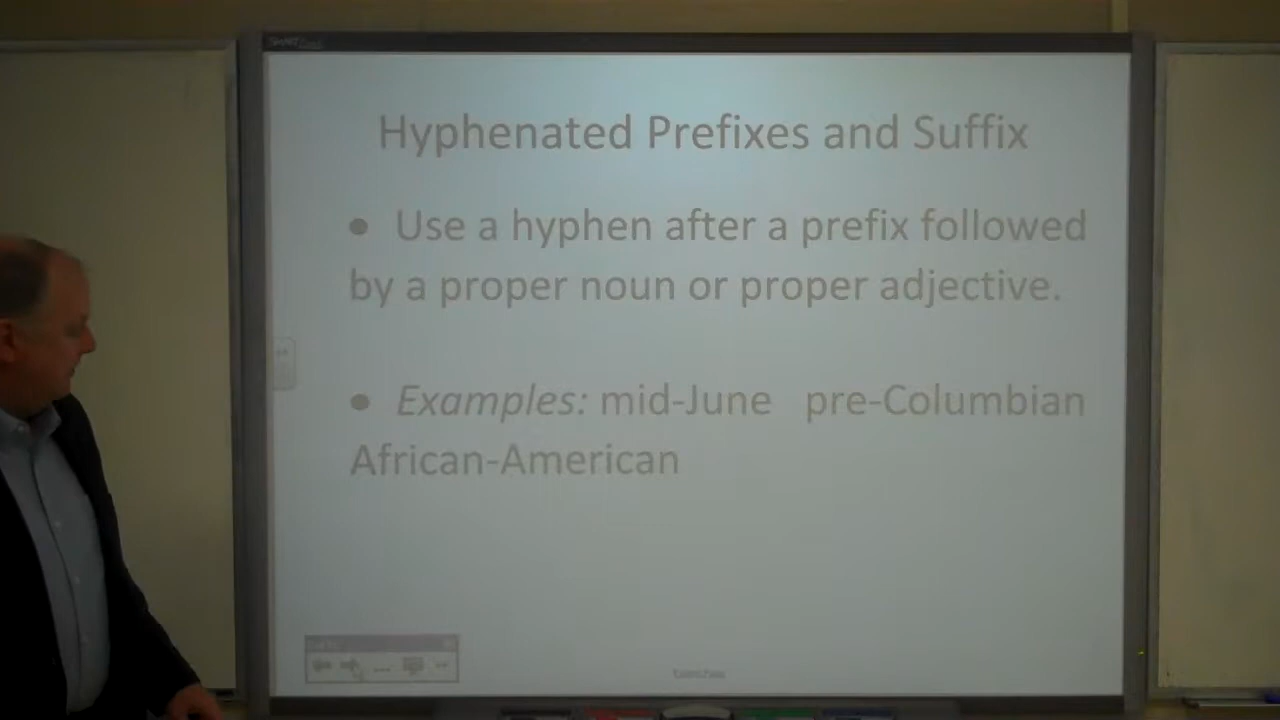 SMART
Hyphenated Prefixes and Suffix
• Use a hyphen after a prefix followed
by a proper noun or proper adjective.
• Examples: mid-June pre-Columbian
African-American